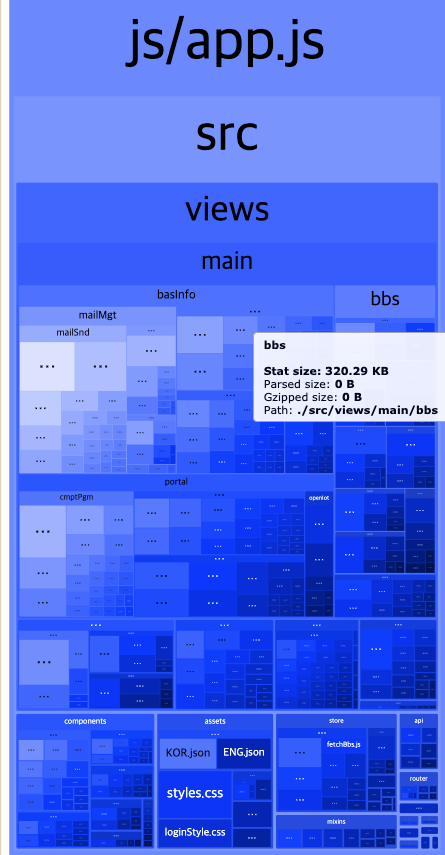 js/app.js
src
views
main
basInfo
bbs
mailMgt
mailSnd
bbs
Stat size: 320.29 KB
Parsed size: 0 B
Gzipped size: 0 B
Path: ./src/views/main/bbs
portal
cmptPgm
openlot
components
assets
store
api
KOR.json
ENG.json
fetchBbs.js
router
styles.css
loginStyle.css
mixins